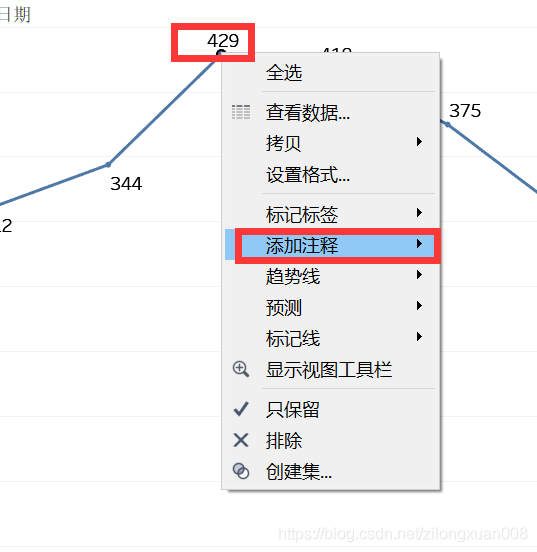 日期
429
全选
查看数据...
375
拷贝
设置格式...
344
标记标签
添加注释
趋势线
预测
标记线
显示视图工具栏
只保留
排除
创建集...
https://blog.csdn.net/zilongxuan008